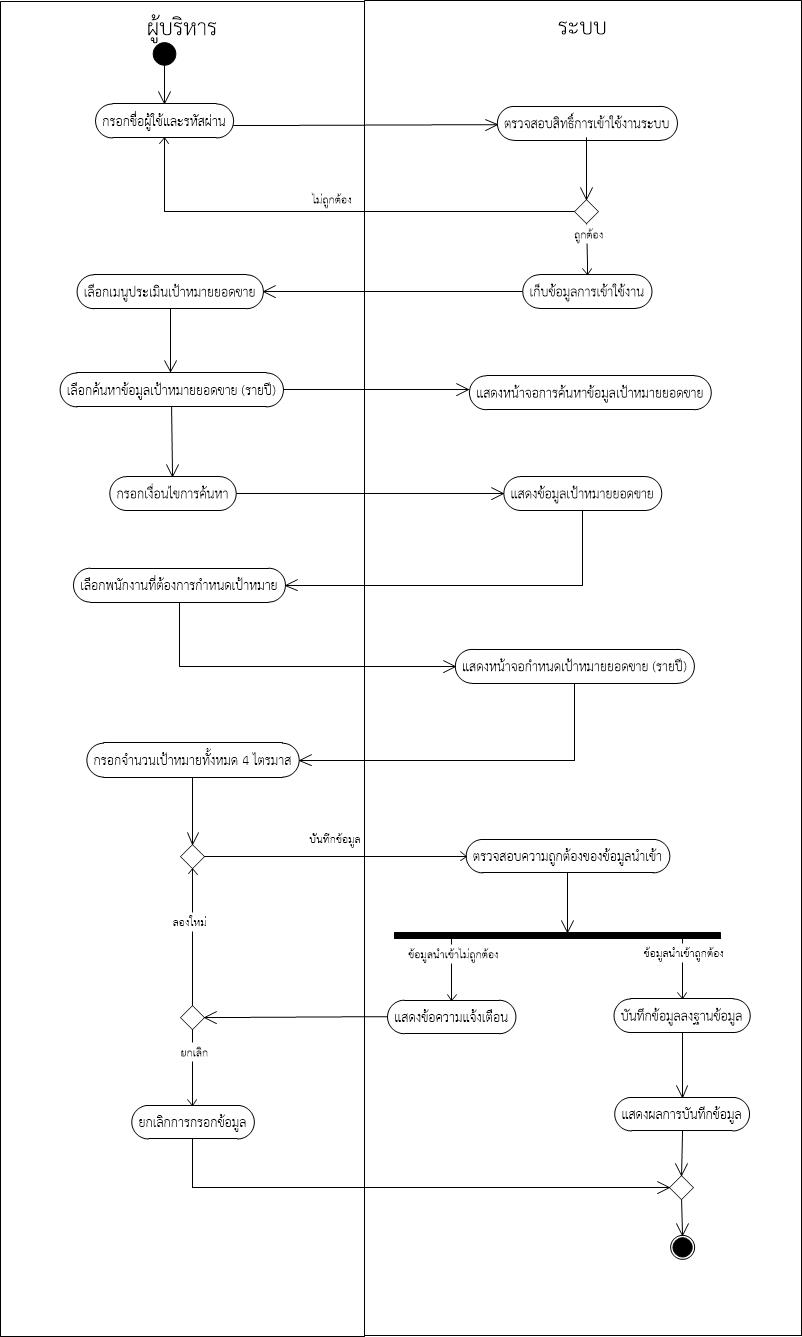 ผู้บริหาร
ระบบ
กรอกชื่อผู้ใช้และรหัสผ่าน
ตรวจสอบสิทธิ์การเข้าใช้งานระบบ
ไม่ถูกต้อง
ถูกต้อง
เลือกเมนูประเมินเป้าหมายยอดขาย
เก็บข้อมูลการเข้าใช้งาน
เลือกค้นหาข้อมูลเป้าหมายยอดขาย (รายปี)
แสดงหน้าจอการค้นหาข้อมูลเป้าหมายยอดขาย
กรอกเงื่อนไขการค้นหา
แสดงข้อมูลเป้าหมายยอดขาย
เลือกพนักงานที่ต้องการกำหนดเป้าหมาย
แสดงหน้าจอกำหนดเป้าหมายยอดขาย (รายปี)
กรอกจำนวนเป้าหมายทั้งหมด 4 ไตรมาส
บันทึกข้อมูล
ตรวจสอบความถูกต้องของข้อมูลนำเข้า
ลองใหม่
ข้อมูลนำเข้าไม่ถูกต้อง
ข้อมูลนำเข้าถูกต้อง
แสดงข้อความแจ้งเตือน
บันทึกข้อมูลลงฐานข้อมูล
ยกเลิก
ยกเลิกการกรอกข้อมูล
แสดงผลการบันทึกข้อมูล